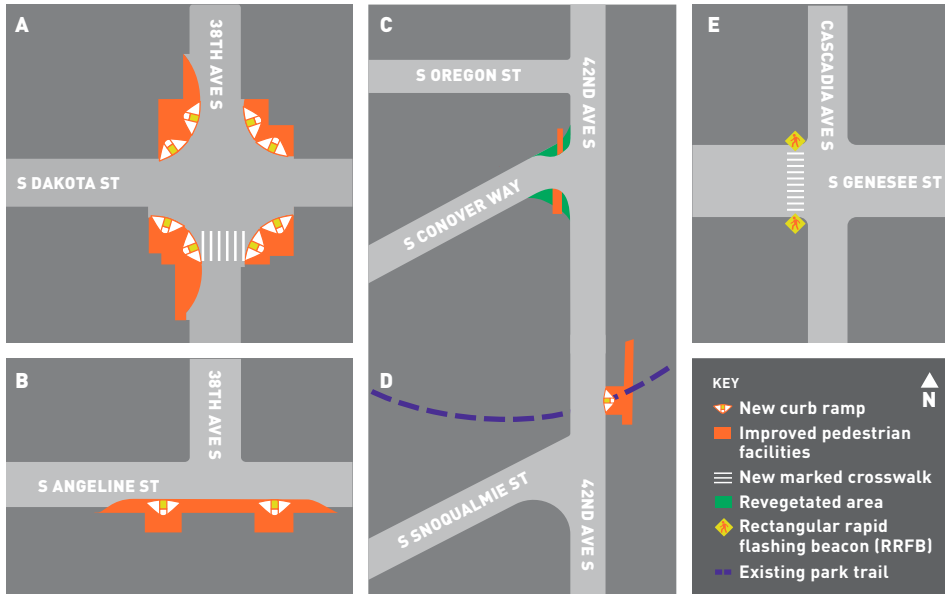 A
38TH AVE S
S DAKOTA ST
B
38TH AVE S
S ANGELINE ST
C
S OREGON ST
42ND AVE S
S CONOVER WAY
D
S SNOQUALMIE ST
42ND AVE S
E
CASCADIA AVE S
S GENESEE ST
KEY
N
New curb ramp
Improved pedestrian
facilities
New marked crosswalk
Revegetated area
Rectangular rapid
flashing beacon (RRFB)
Existing park trail